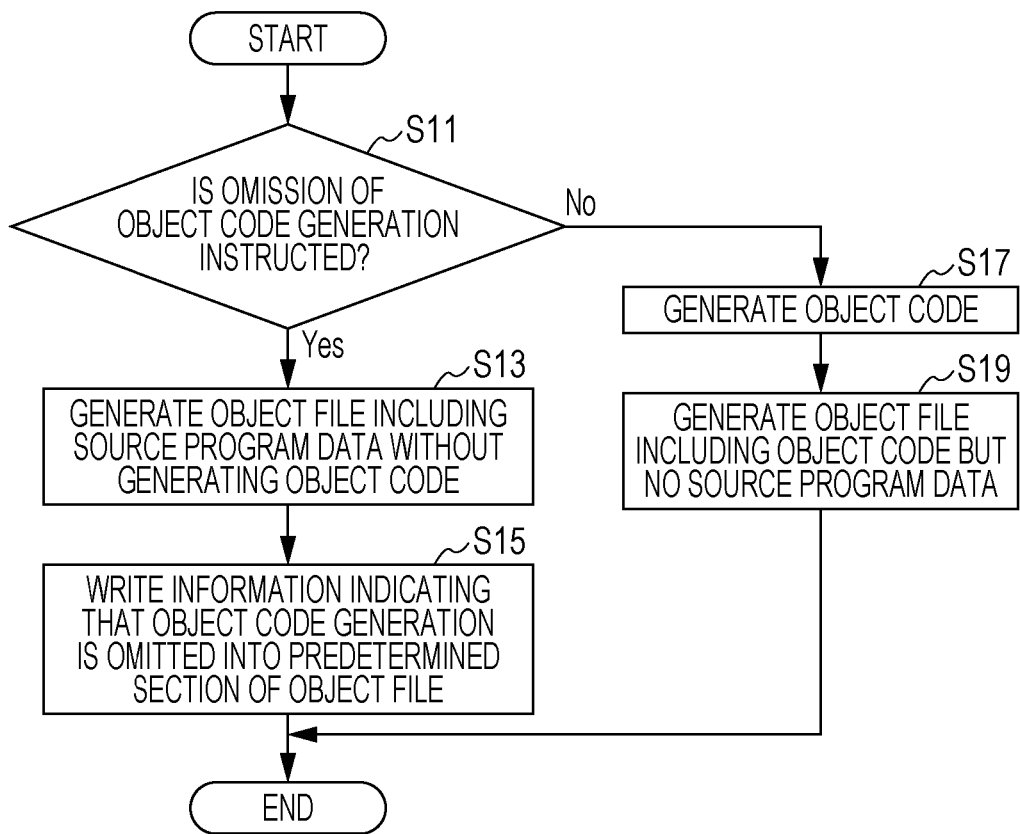 START
S11
IS OMISSION OF
OBJECT CODE GENERATION
INSTRUCTED?
No
Yes
S13
GENERATE OBJECT FILE INCLUDING
SOURCE PROGRAM DATA WITHOUT
GENERATING OBJECT CODE
S15
WRITE INFORMATION INDICATING
THAT OBJECT CODE GENERATION
IS OMITTED INTO PREDETERMINED
SECTION OF OBJECT FILE
S17
GENERATE OBJECT CODE
S19
GENERATE OBJECT FILE
INCLUDING OBJECT CODE BUT
NO SOURCE PROGRAM DATA
END